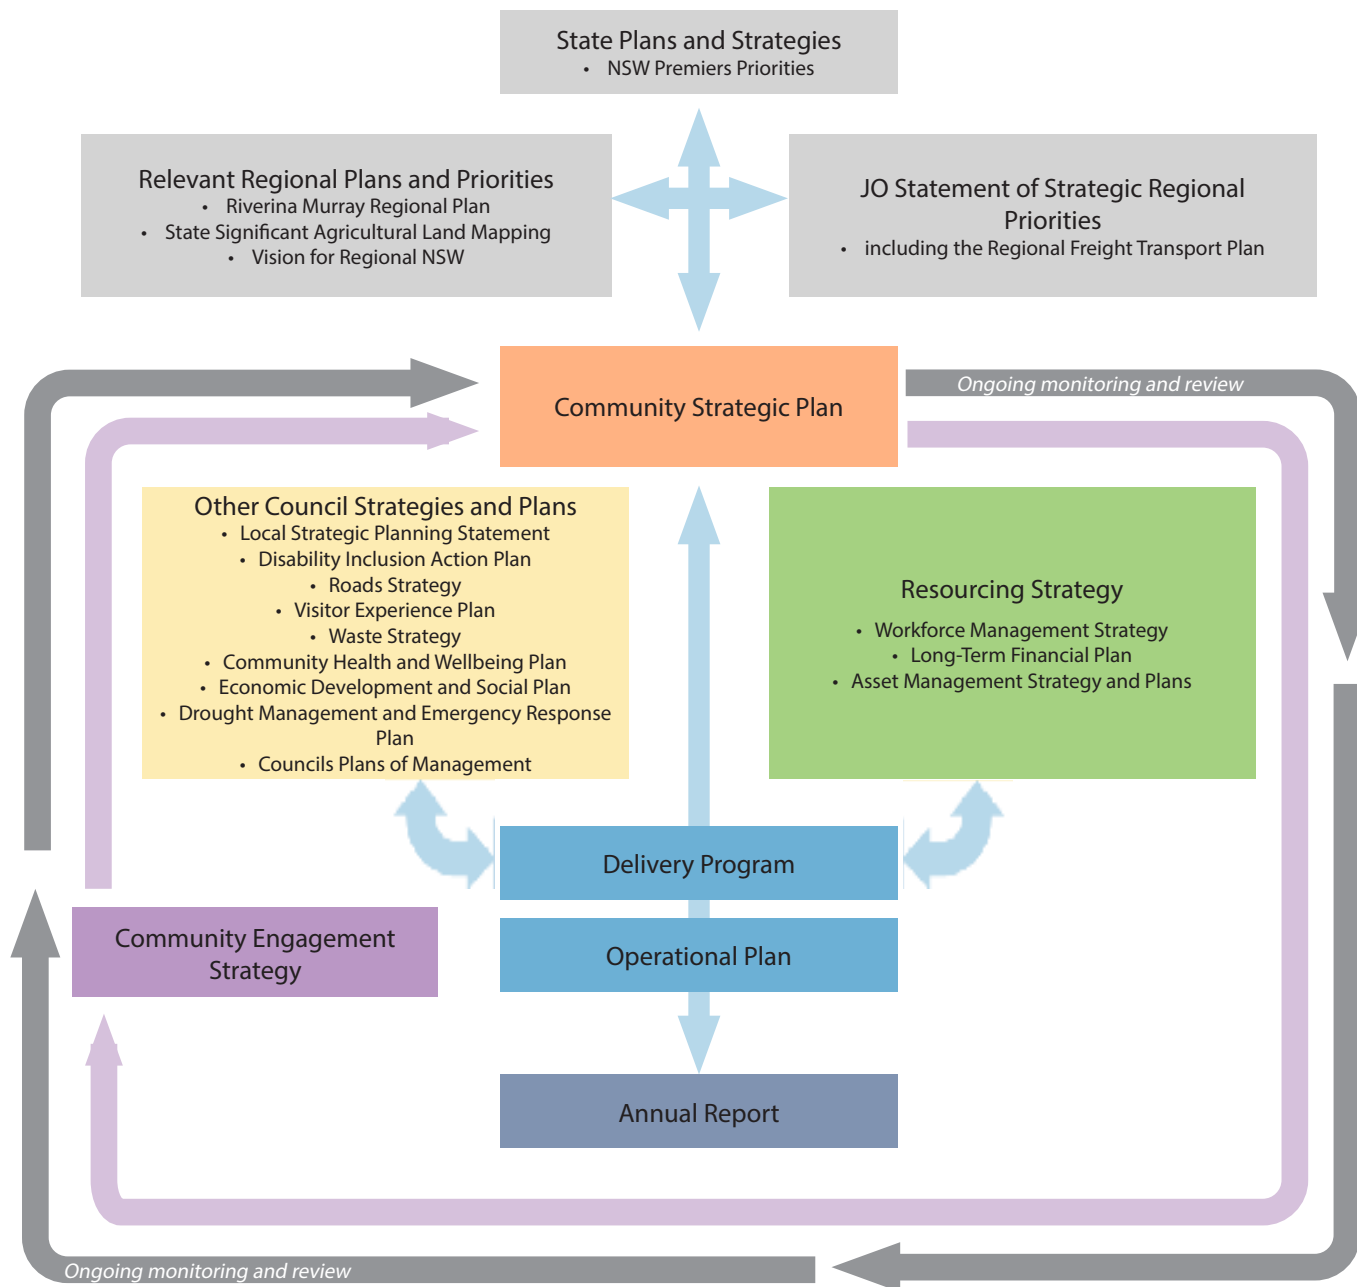 State Plans and Strategies
• NSW Premiers Priorities
Relevant Regional Plans and Priorities
• Riverina Murray Regional Plan
• State Significant Agricultural Land Mapping
• Vision for Regional NSW
JO Statement of Strategic Regional
Priorities
• including the Regional Freight Transport Plan
Community Strategic Plan
Ongoing monitoring and review
Other Council Strategies and Plans
• Local Strategic Planning Statement
• Disability Inclusion Action Plan
• Roads Strategy
• Visitor Experience Plan
• Waste Strategy
• Community Health and Wellbeing Plan
• Economic Development and Social Plan
• Drought Management and Emergency Response
Plan
• Councils Plans of Management
Resourcing Strategy
• Workforce Management Strategy
• Long-Term Financial Plan
• Asset Management Strategy and Plans
Delivery Program
Community Engagement
Strategy
Operational Plan
Annual Report
Ongoing monitoring and review